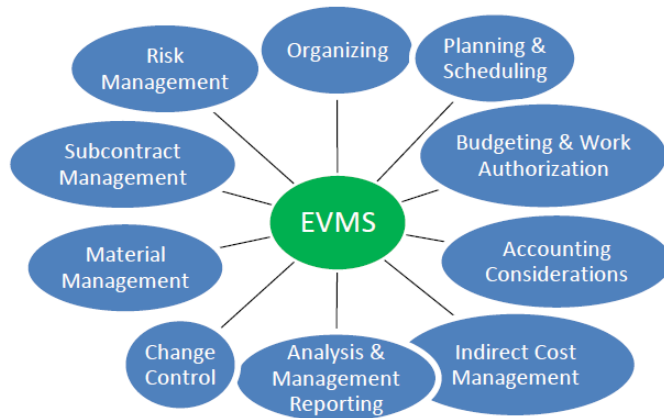 Organizing
Planning &
Scheduling
Budgeting & Work
Authorization
Accounting
Considerations
Indirect Cost
Management
Analysis &
Management
Reporting
Change
Control
Material
Management
Subcontract
Management
Risk
Management
EVMS